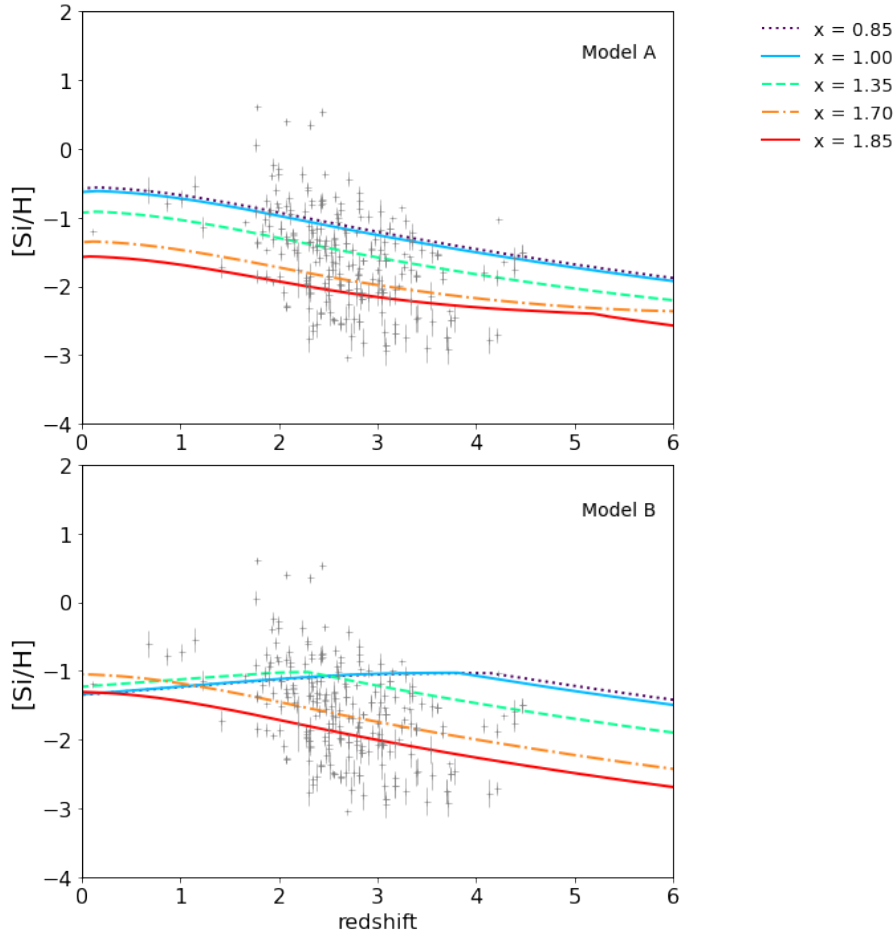 2
1
0
−1
−2
−3
−4
[Si/H]
Model A
0 1 2 3 4 5 6
x = 0.85
x = 1.00
x = 1.35
x = 1.70
x = 1.85
2
1
0
−1
−2
−3
−4
[Si/H]
Model B
0 1 2 3 4 5 6
redshift